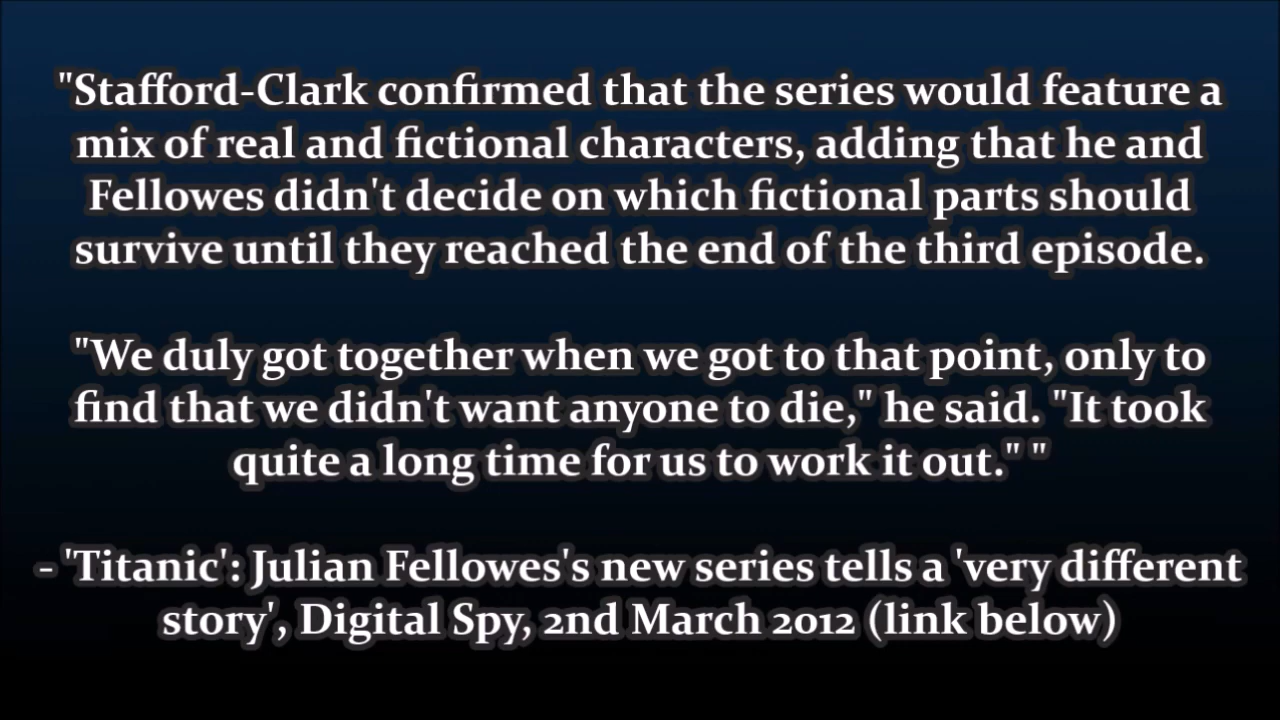 "Stafford-Clark confirmed that the series would feature a
mix of real and fictional characters, adding that he and
Fellowes didn't decide on which fictional parts should
survive until they reached the end of the third episode.
"We duly got together when we got to that point, only to
find that we didn't want anyone to die," he said. "It took
quite a long time for us to work it out." "
- 'Titanic': Julian Fellowes's new series tells a 'very different
story', Digital Spy, 2nd March 2012 (link below)